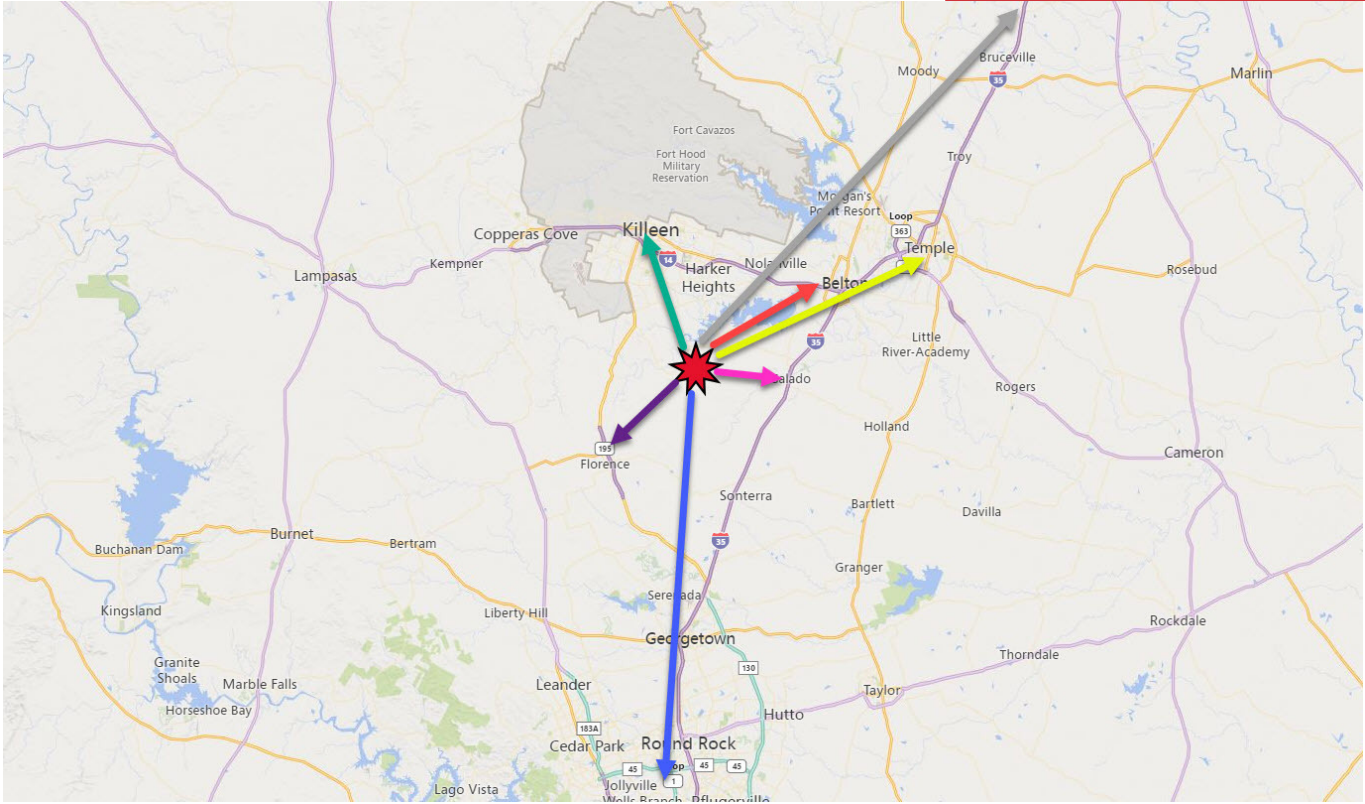 Bruceville
35
Moody
Marlin
Fort Cavazos
Fort Hood
Military
Reservation
Troy
Morgan's
Point Resort
Loop
363
Killeen
Copperas Cove
Temple
14
Kempner
Harker
Heights
Nolanville
Rosebud
Lampasas
Belton
35
Little
River-Academy
Salado
Rogers
Holland
195
Florence
Cameron
Sonterra
Bartlett
Davilla
Burnet
Bertram
35
Buchanan Dam
Granger
Serenada
Kingsland
Liberty Hill
Rockdale
Georgetown
Granite
Shoals
130
Thorndale
Marble Falls
Leander
Taylor
Horseshoe Bay
Hutto
183A
Cedar Park
Round Rock
45
Loop
45
45
1
Jollyville
Lago Vista
Wells Branch
Pflugerville